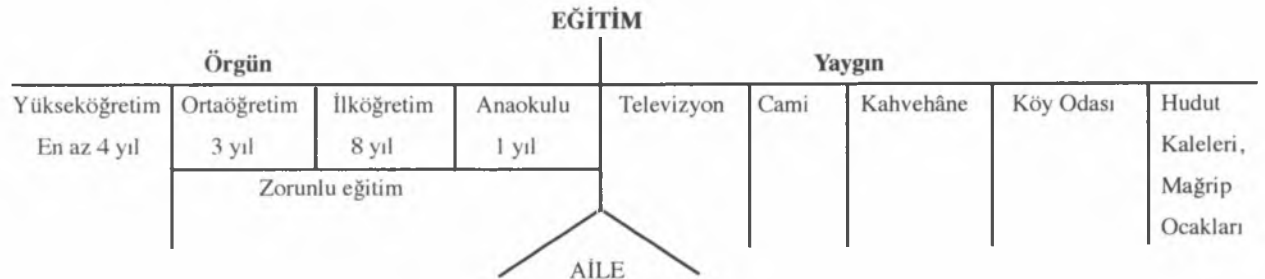 EĞİTİM
Örgün Yaygın
Yükseköğretim Ortaöğretim İlköğretim Anaokulu Televizyon Cami Kahvehâne Köy Odası Hudut
En az 4 yıl 3 yıl 8 yıl 1 yıl Kaleleri,
Zorunlu eğitim Mağrip
Ocakları
AİLE